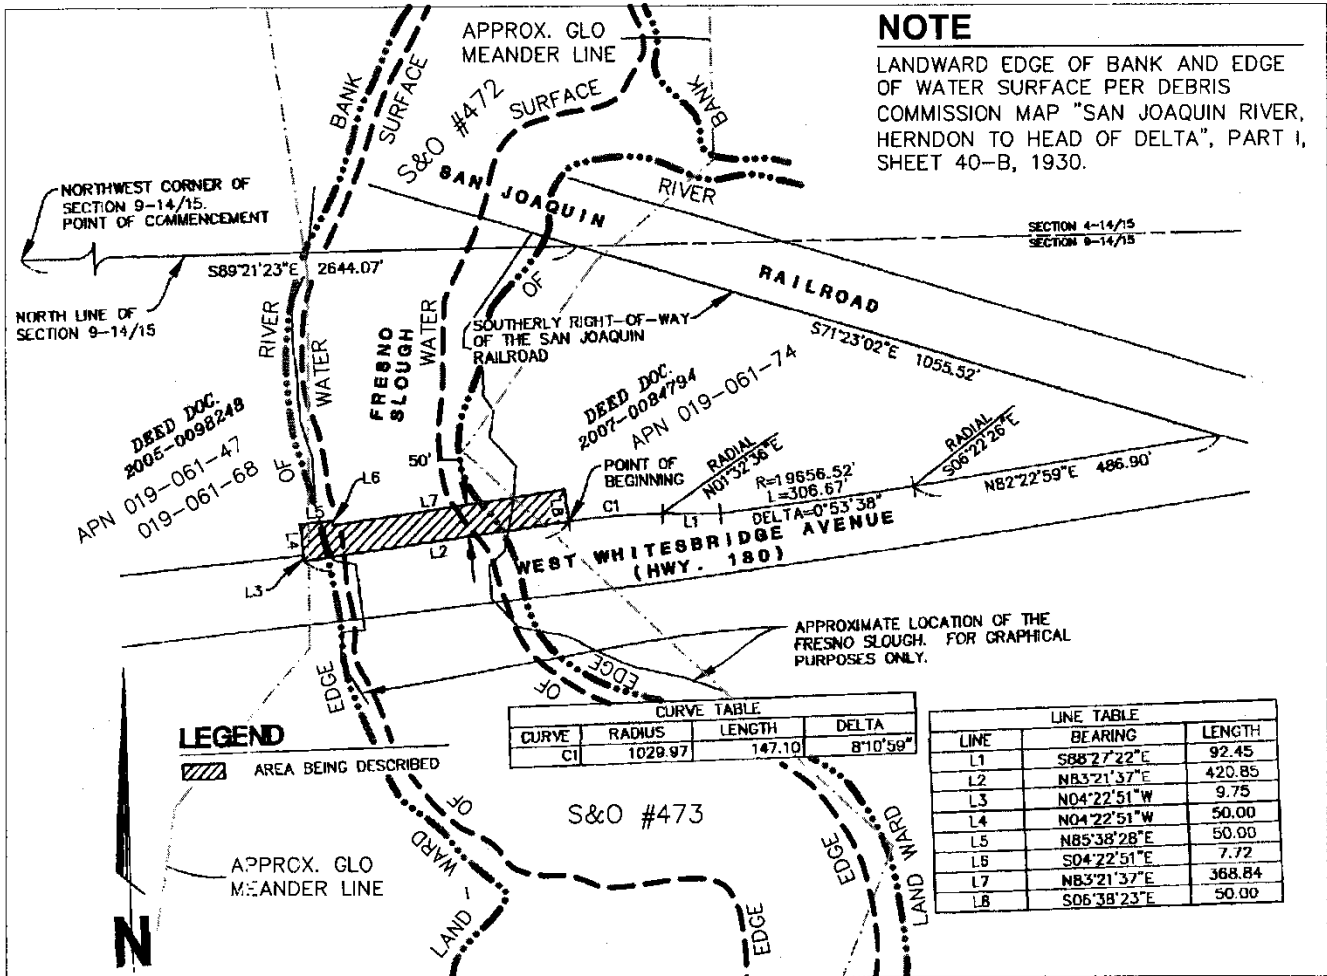 APPROX. GLO
MEANDER LINE
NOTE
LANDWARD EDGE OF BANK AND EDGE
OF WATER SURFACE PER DEBRIS
COMMISSION MAP "SAN JOAQUIN RIVER,
HERNDON TO HEAD OF DELTA", PART I,
SHEET 40-B, 1930.
BANK
SURFACE
S&O #472
SURFACE
BANK
NORTHWEST CORNER OF
SECTION 9-14/15.
POINT OF COMMENCEMENT
SAN JOAQUIN
RAILROAD
RIVER
SECTION 4-14/15
SECTION 9-14/15
S89°21'23"E 2644.07'
NORTH LINE OF
SECTION 9-14/15
RIVER
WATER
FRESNO
SLOUGH
WATER
OF
SOUTHERLY RIGHT-OF-WAY
OF THE SAN JOAQUIN
RAILROAD
S71°23'02"E 1055.52'
DEED DOC.
2005-0098248
APN 019-061-47
019-061-68
OF
DEED DOC.
2007-0084794
APN 019-061-74
50'
POINT OF
BEGINNING
RADIAL
N01°32'36"E
R=19656.52'
L=306.67'
DELTA=0°53'38"
RADIAL
S06°22'26"E
N82°22'59"E 486.90'
L6
L5
L7
L8
C1
L1
L4
L2
L3
WEST WHITESBRIDGE AVENUE
(HWY. 180)
APPROXIMATE LOCATION OF THE
FRESNO SLOUGH. FOR GRAPHICAL
PURPOSES ONLY.
EDGE
EDGE
OF
LEGEND
AREA BEING DESCRIBED
CURVE TABLE
CURVE RADIUS LENGTH DELTA
C1 1029.97 147.10 8°10'59"
LINE TABLE
LINE BEARING LENGTH
L1 S88°27'22"E 92.45
L2 N83°21'37"E 420.85
L3 N04°22'51"W 9.75
L4 N04°22'51"W 50.00
L5 N85°38'28"E 50.00
L6 S04°22'51"E 7.72
L7 N83°21'37"E 368.84
L8 S06°38'23"E 50.00
S&O #473
OF
WARD
LAND
EDGE
EDGE
LAND WARD
APPRCX. GLO
MEANDER LINE
N